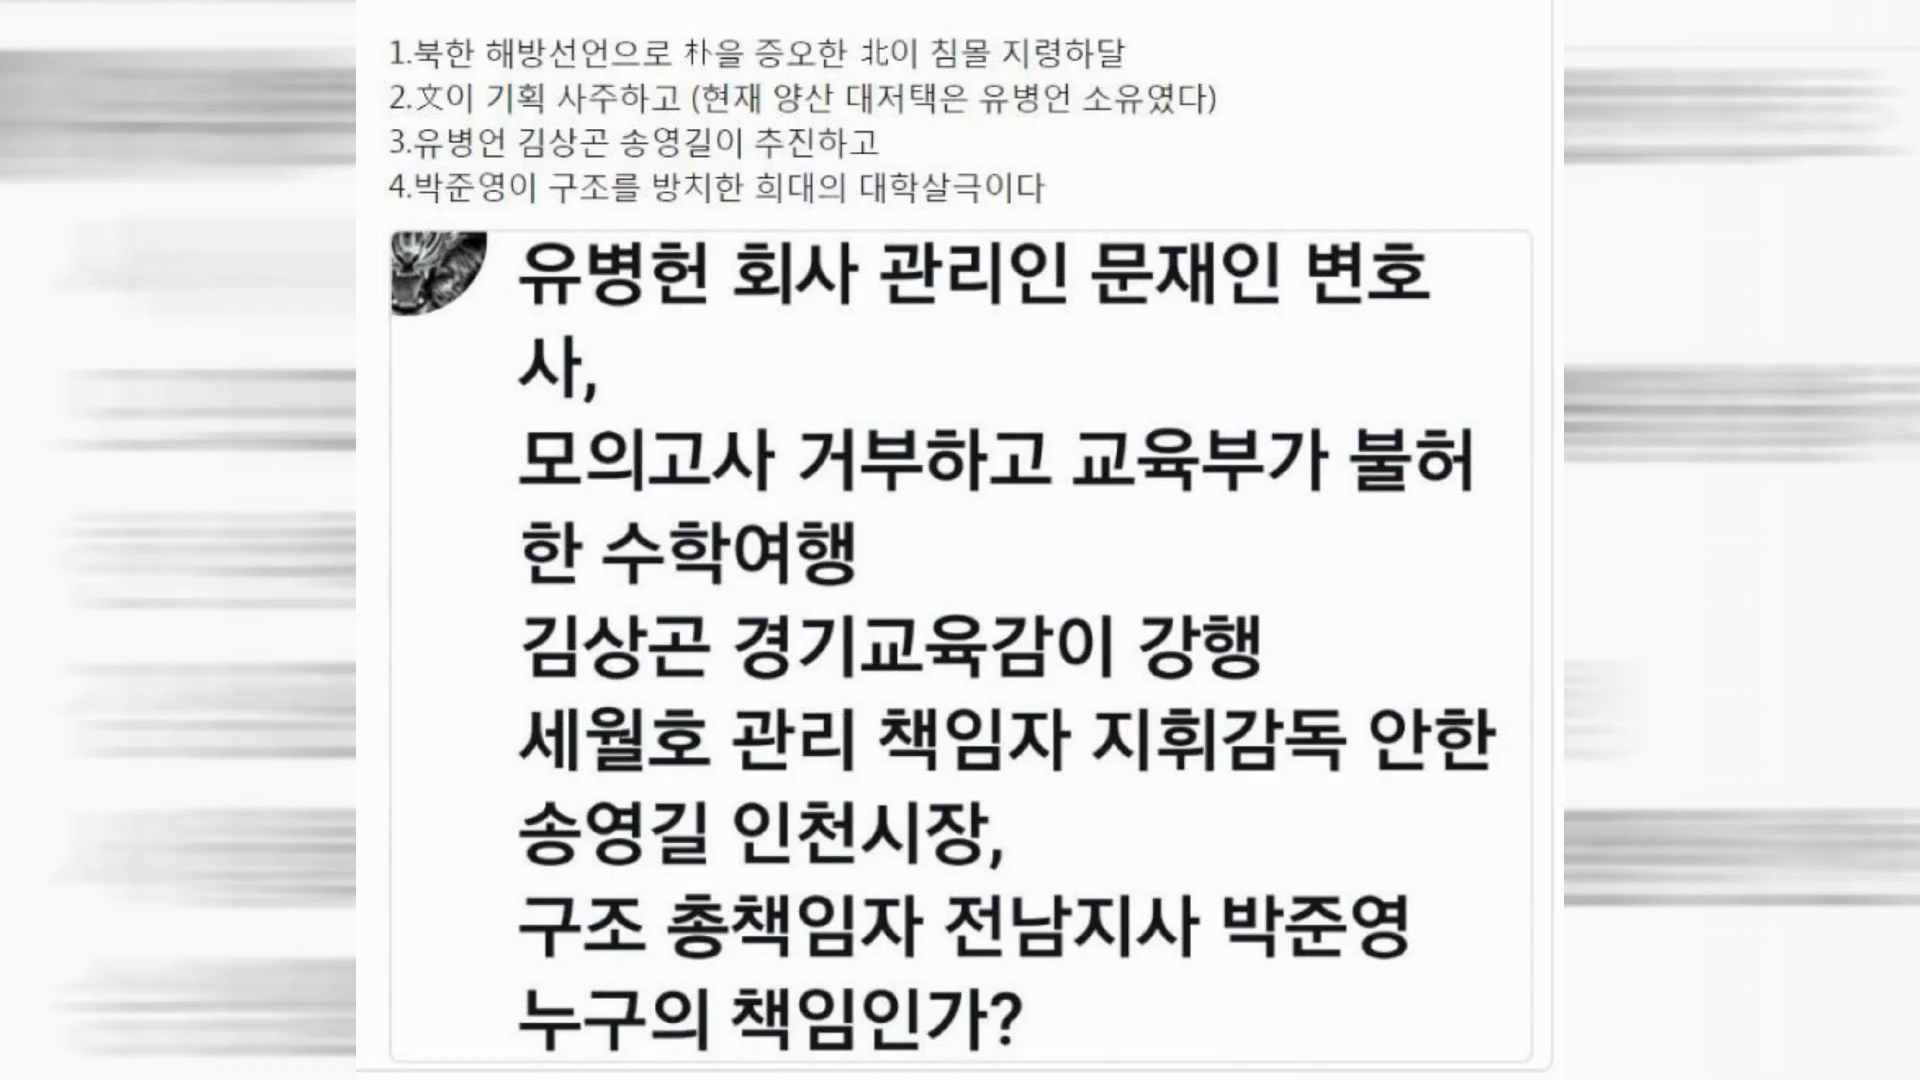 1.북한 해방선언으로 朴을 증오한 北이 침몰 지령하달
2.文이 기획 사주하고 (현재 양산 대저택은 유병언 소유였다)
3.유병언 김상곤 송영길이 추진하고
4.박준영이 구조를 방치한 희대의 대학살극이다
유병헌 회사 관리인 문재인 변호
사,
모의고사 거부하고 교육부가 불허
한 수학여행
김상곤 경기교육감이 강행
세월호 관리 책임자 지휘감독 안한
송영길 인천시장,
구조 총책임자 전남지사 박준영
누구의 책임인가?